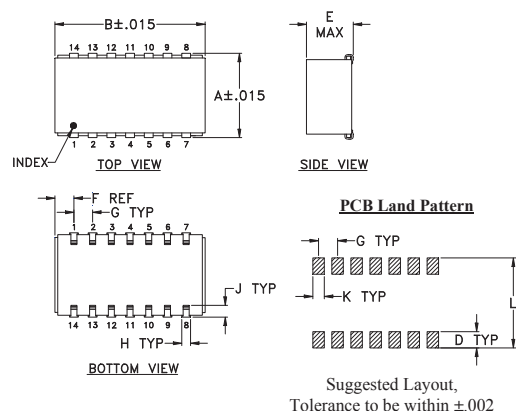 B±.015
14 13 12 11 10 9 8
A±.015
INDEX
1 2 3 4 5 6 7
TOP VIEW
E
MAX
SIDE VIEW
F REF
G TYP
1 2 3 4 5 6 7
J TYP
14 13 12 11 10 9 8
H TYP
BOTTOM VIEW
PCB Land Pattern
G TYP
K TYP
L
D TYP
Suggested Layout,
Tolerance to be within ±.002